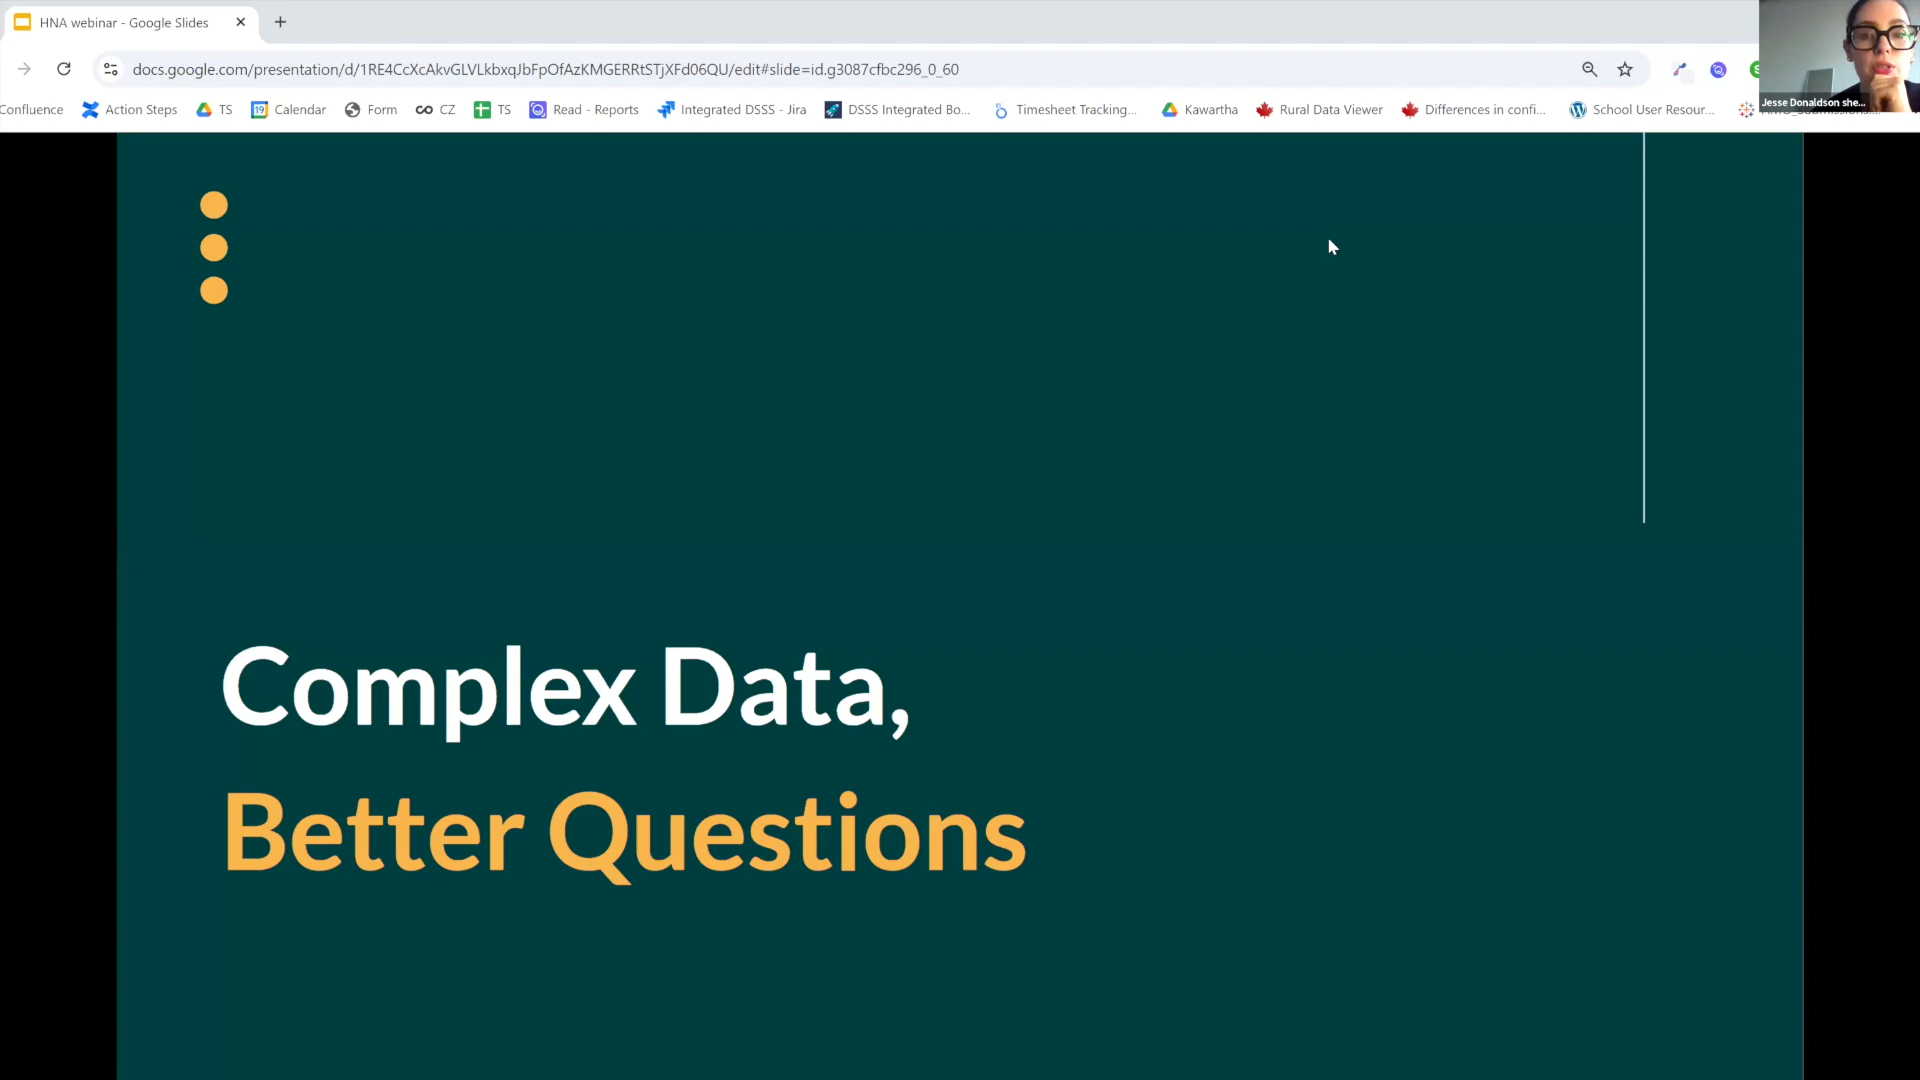 HNA webinar - Google Slides
docs.google.com/presentation/d/1RE4CcXcAkvGLVLkbxqJbFpOfAzKMGERRtSTjXFd06QU/edit#slide=id.g3087cfbc296_0_60
Confluence Action Steps TS 19 Calendar Form CZ TS Read - Reports Integrated DSSS - Jira DSSS Integrated Bo... Timesheet Tracking... Kawartha Rural Data Viewer Differences in confi... School User Resour...
Jesse Donaldson she...
Complex Data,
Better Questions